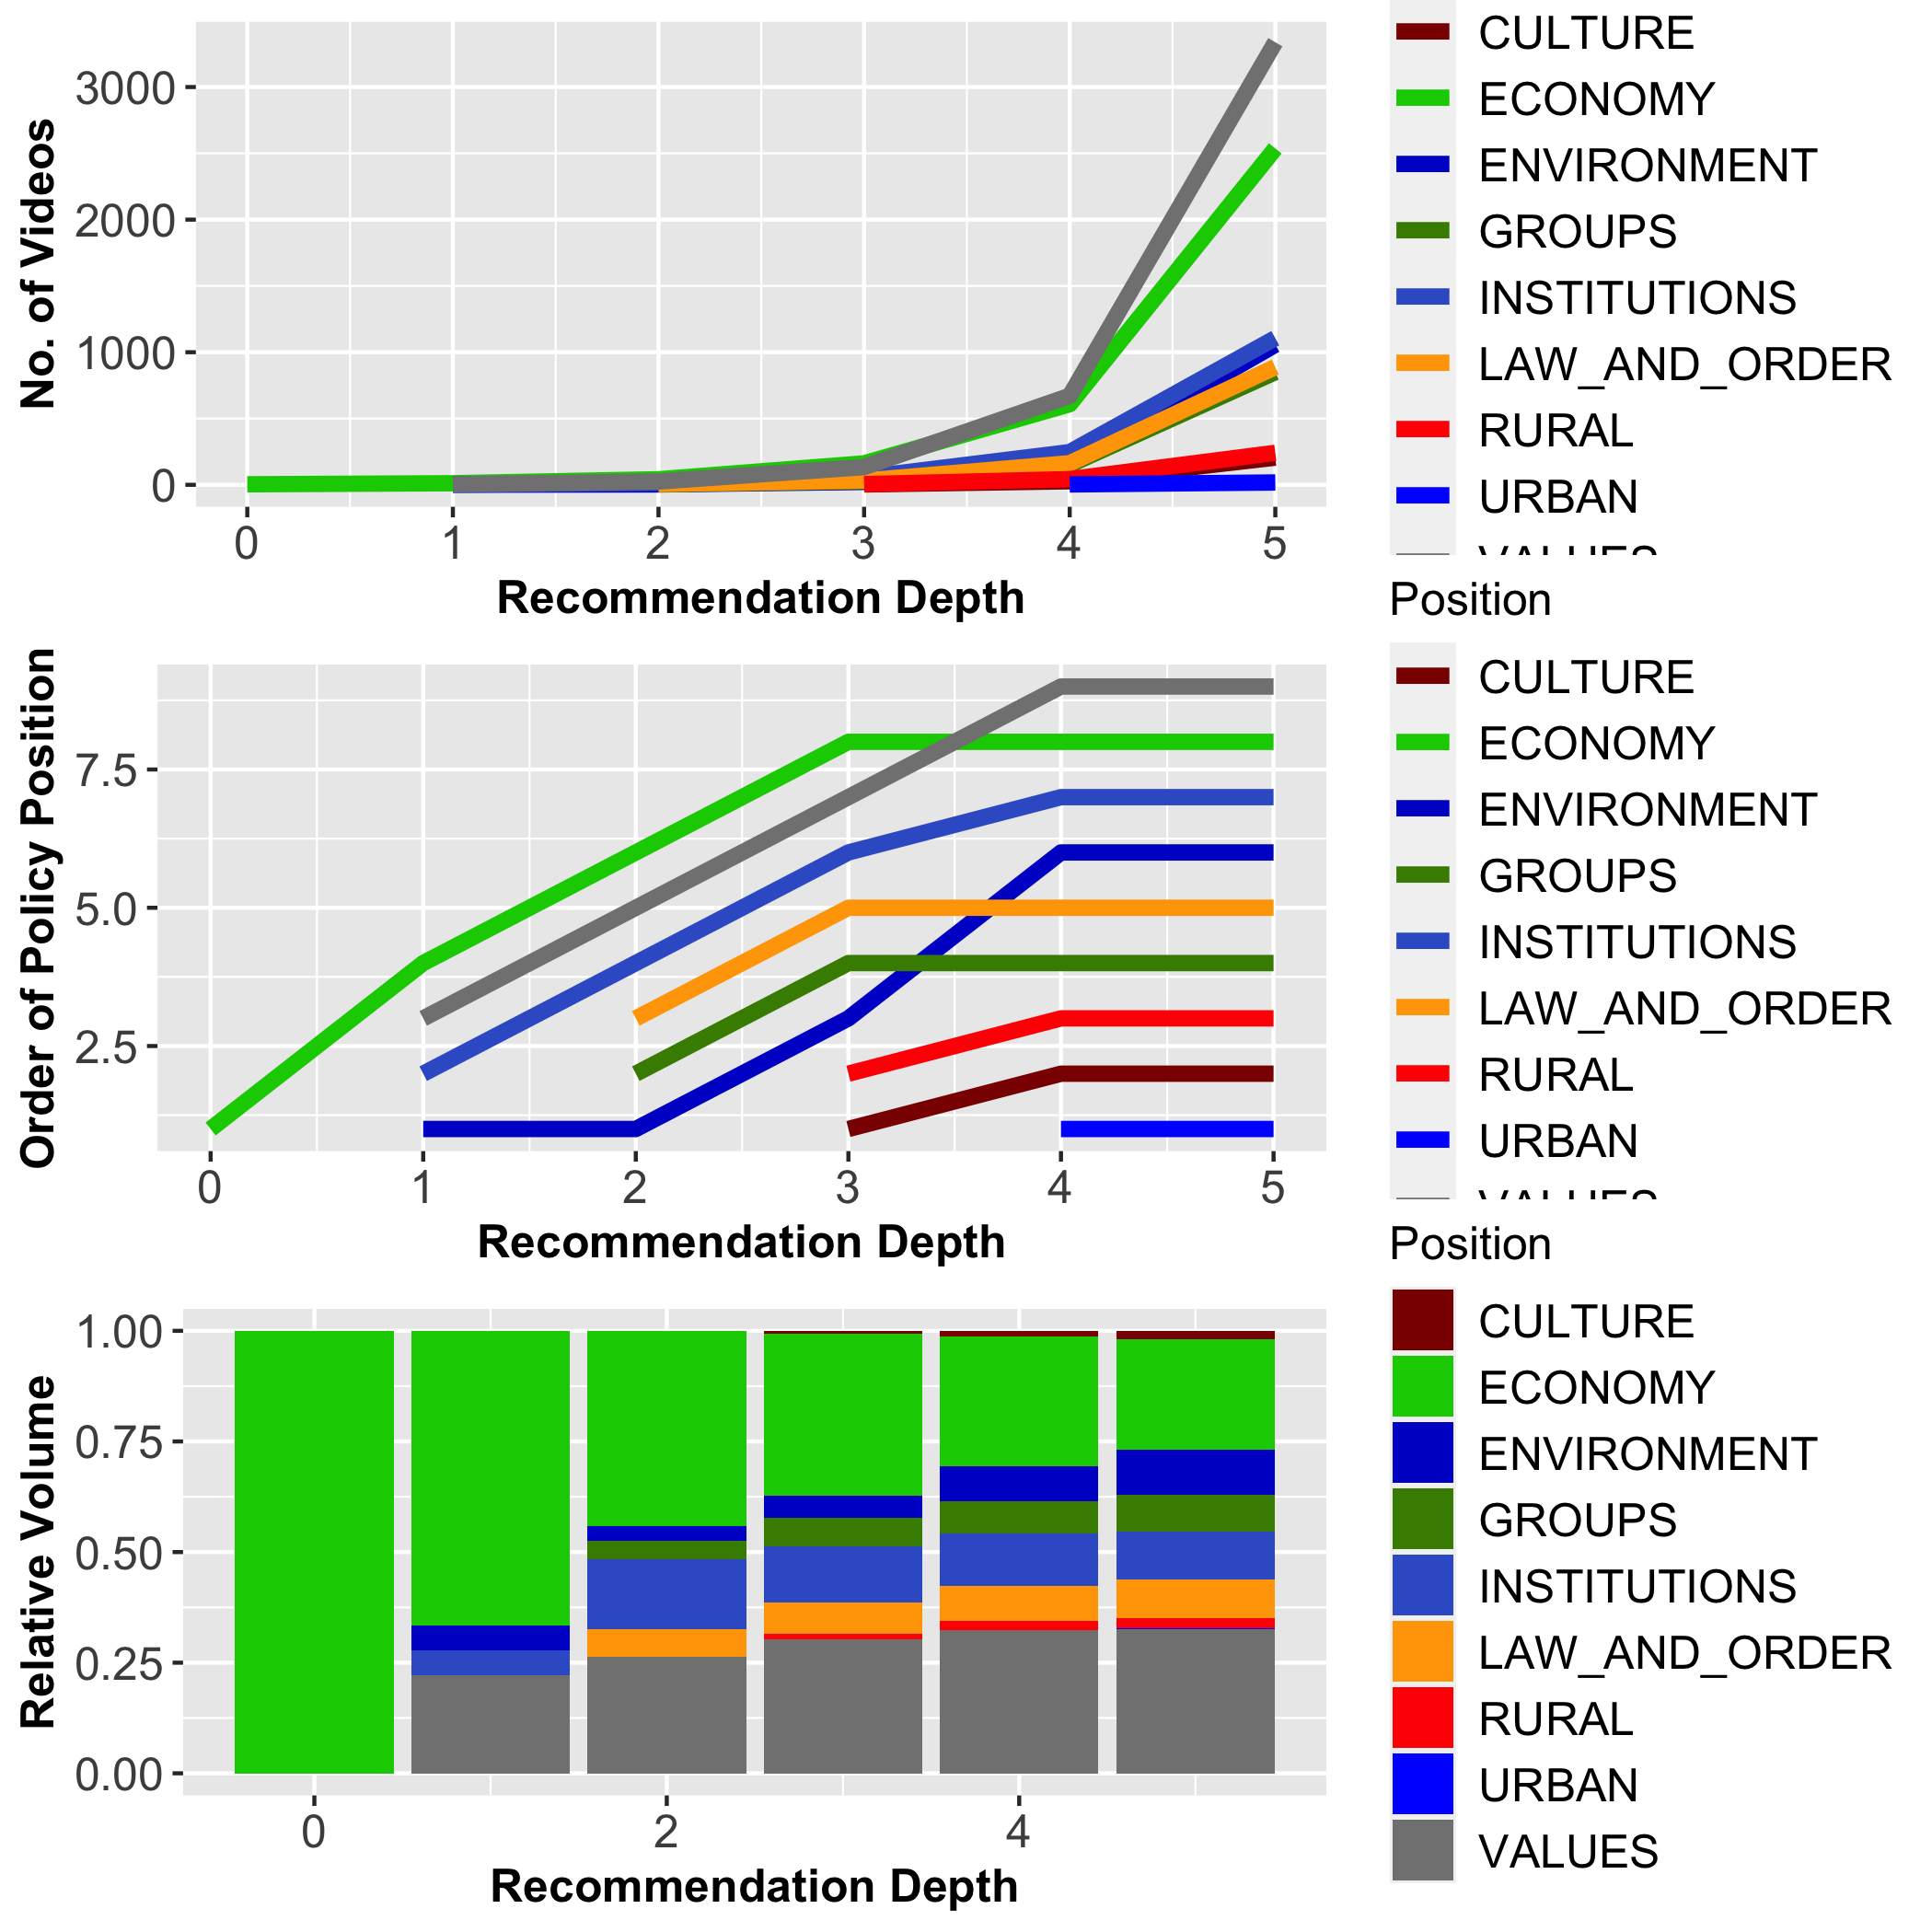 No. of Videos
3000
2000
1000
0
0 1 2 3 4 5
Recommendation Depth
CULTURE
ECONOMY
ENVIRONMENT
GROUPS
INSTITUTIONS
LAW_AND_ORDER
RURAL
URBAN
VALUES
Position
Order of Policy Position
7.5
5.0
2.5
0 1 2 3 4 5
Recommendation Depth
CULTURE
ECONOMY
ENVIRONMENT
GROUPS
INSTITUTIONS
LAW_AND_ORDER
RURAL
URBAN
VALUES
Position
Relative Volume
1.00
0.75
0.50
0.25
0.00
0 2 4
Recommendation Depth
CULTURE
ECONOMY
ENVIRONMENT
GROUPS
INSTITUTIONS
LAW_AND_ORDER
RURAL
URBAN
VALUES